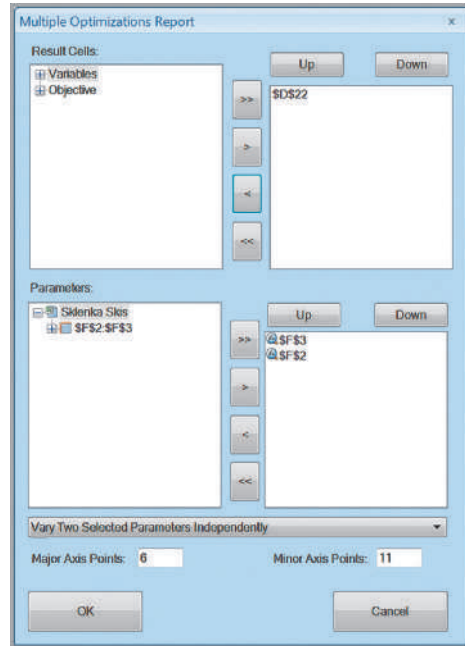 Multiple Optimizations Report x
Result Cells:
Up Down
Variables
Objective
$D$22
>>
>
<
<<
Parameters:
Up Down
Sklenka Skis
$F$2:$F$3
$F$3
$F$2
>>
>
<
<<
Vary Two Selected Parameters Independently
Major Axis Points: 6 Minor Axis Points: 11
OK Cancel